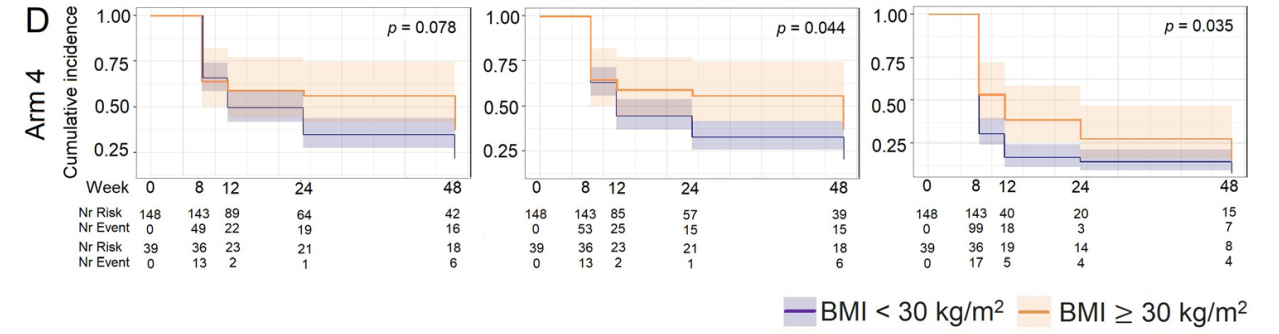 D
Arm 4
Cumulative incidence
1.00
0.75
0.50
0.25
p = 0.078
Week 0 8 12 24 48
Nr Risk 148 143 89 64 42
Nr Event 0 49 22 19 16
Nr Risk 39 36 23 21 18
Nr Event 0 13 2 1 6
1.00
0.75
0.50
0.25
p = 0.044
0 8 12 24 48
148 143 85 57 39
0 53 25 15 15
39 36 23 21 18
0 13 2 1 6
1.00
0.75
0.50
0.25
p = 0.035
0 8 12 24 48
148 143 40 20 15
0 99 18 3 7
39 36 19 14 8
0 17 5 4 4
BMI < 30 kg/m² BMI ≥ 30 kg/m²